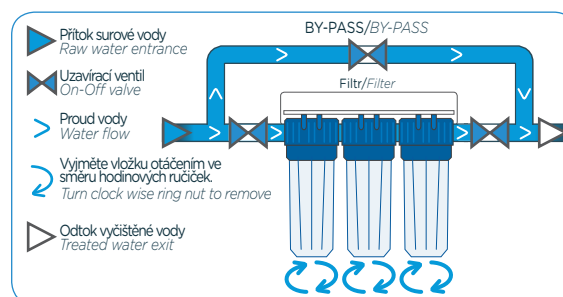 Přítok surové vody
Raw water entrance
Uzavírací ventil
On-Off valve
Proud vody
Water flow
Vyjměte vložku otáčením ve
směru hodinových ručiček.
Turn clock wise ring nut to remove
Odtok vyčištěné vody
Treated water exit
BY-PASS/BY-PASS
Filtr/Filter